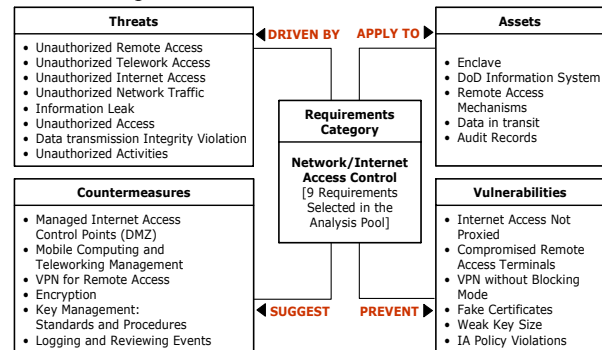 Threats
• Unauthorized Remote Access
• Unauthorized Telework Access
• Unauthorized Internet Access
• Unauthorized Network Traffic
• Information Leak
• Unauthorized Access
• Data transmission Integrity Violation
• Unauthorized Activities
DRIVEN BY
APPLY TO
Assets
• Enclave
• DoD Information System
• Remote Access
Mechanisms
• Data in transit
• Audit Records
Requirements
Category
Network/Internet
Access Control
[9 Requirements
Selected in the
Analysis Pool]
Countermeasures
• Managed Internet Access
Control Points (DMZ)
• Mobile Computing and
Teleworking Management
• VPN for Remote Access
• Encryption
• Key Management:
Standards and Procedures
• Logging and Reviewing Events
SUGGEST
PREVENT
Vulnerabilities
• Internet Access Not
Proxied
• Compromised Remote
Access Terminals
• VPN without Blocking
Mode
• Fake Certificates
• Weak Key Size
• IA Policy Violations